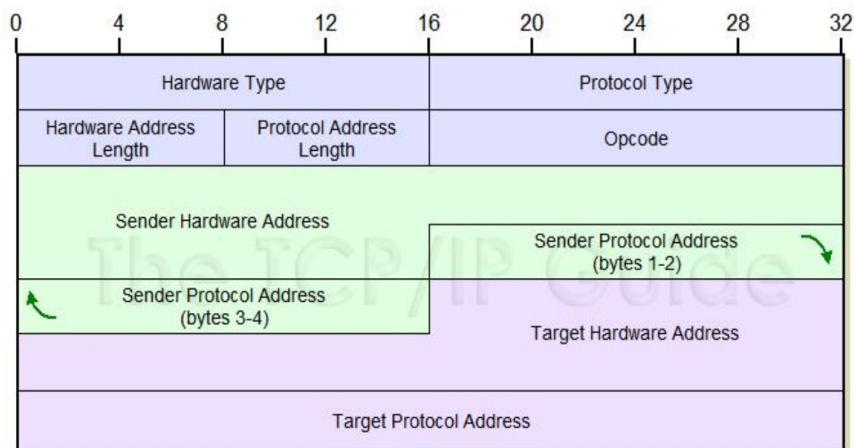 0 4 8 12 16 20 24 28 32
Hardware Type Protocol Type
Hardware Address
Length
Protocol Address
Length
Opcode
Sender Hardware Address
Sender Protocol Address
(bytes 1-2)
Sender Protocol Address
(bytes 3-4)
Target Hardware Address
Target Protocol Address
The TCP/IP Guide